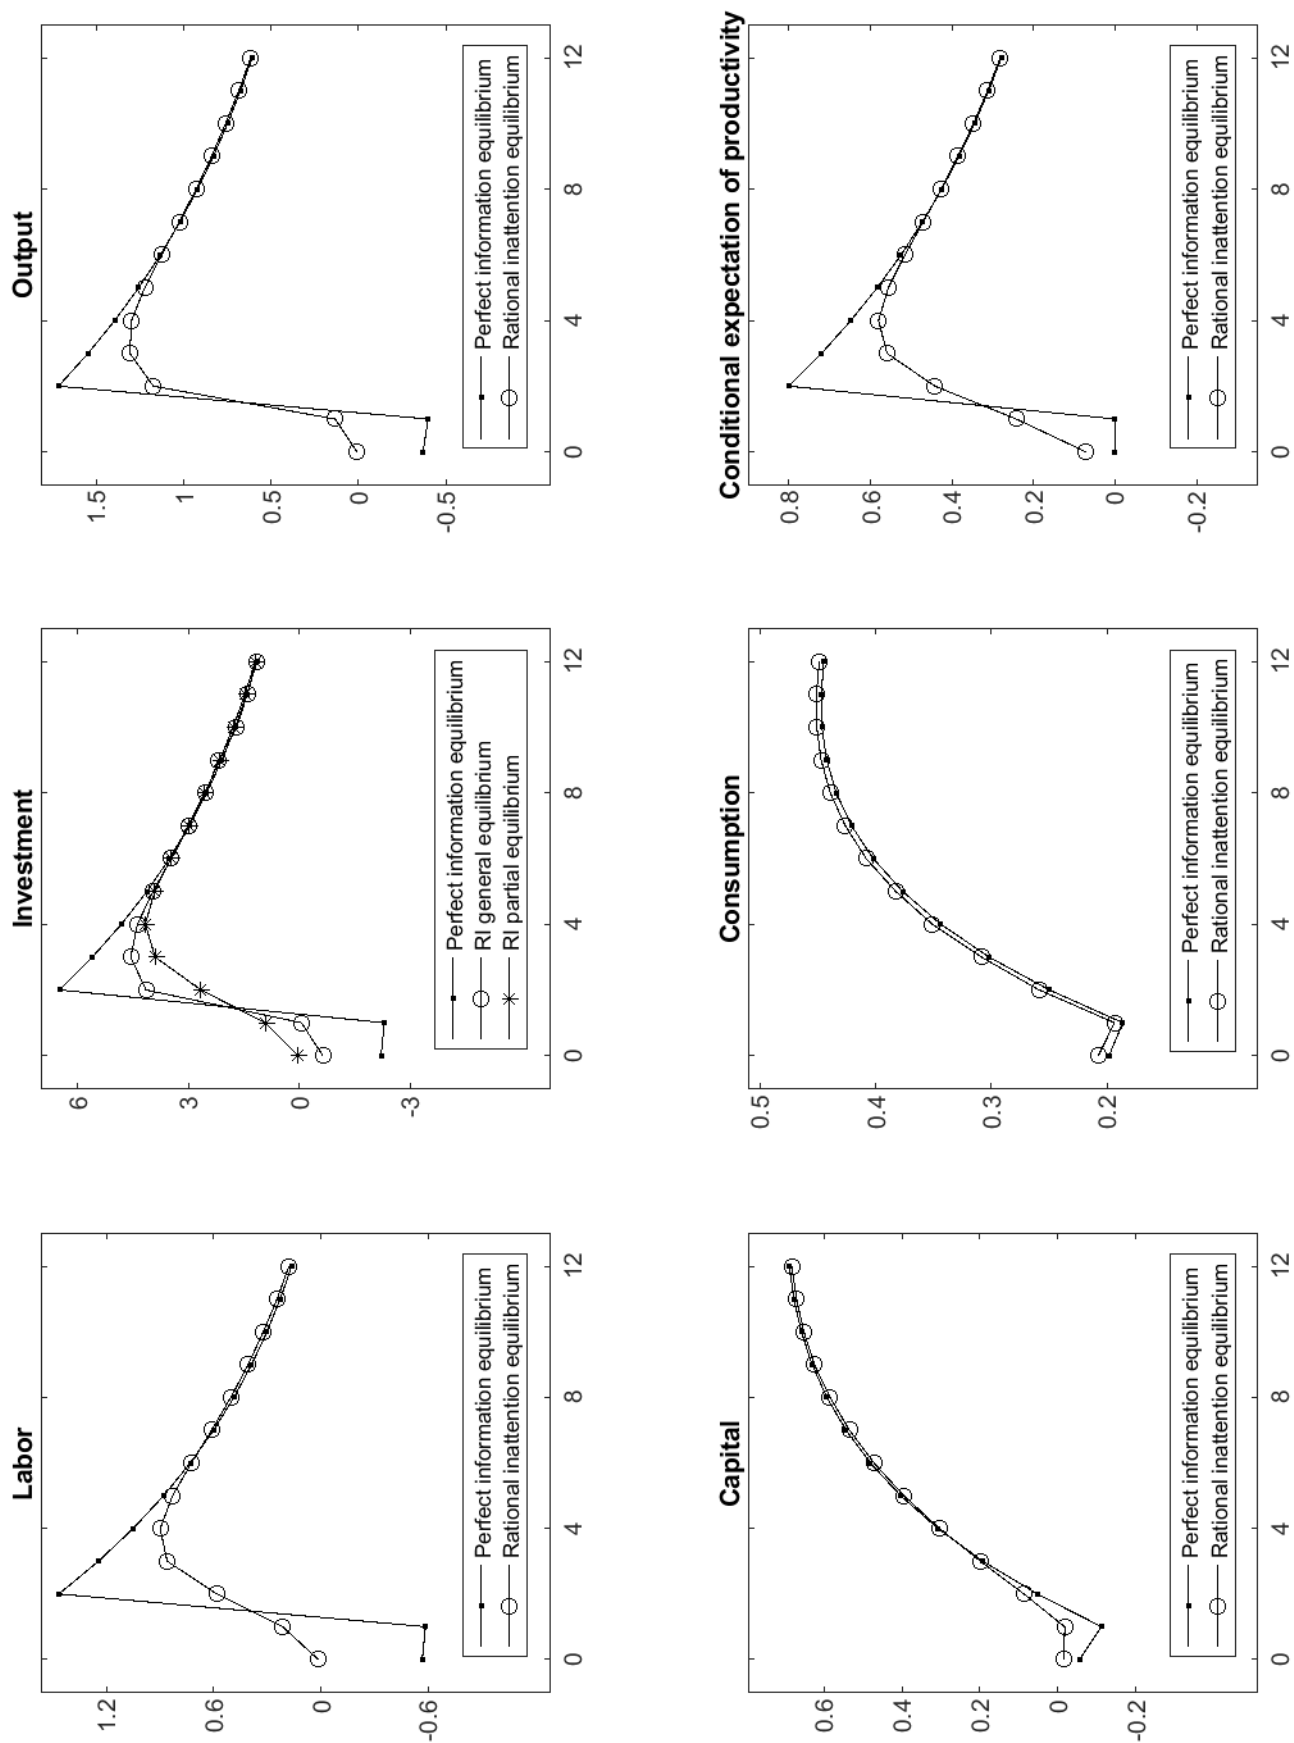 Labor
1.2
0.6
0
-0.6
0
4
8
12
Perfect information equilibrium
Rational inattention equilibrium
Investment
6
3
0
-3
0
4
8
12
Perfect information equilibrium
RI general equilibrium
RI partial equilibrium
Output
1.5
1
0.5
0
-0.5
0
4
8
12
Perfect information equilibrium
Rational inattention equilibrium
Capital
0.6
0.4
0.2
0
-0.2
0
4
8
12
Perfect information equilibrium
Rational inattention equilibrium
Consumption
0.5
0.4
0.3
0.2
0
4
8
12
Perfect information equilibrium
Rational inattention equilibrium
Conditional expectation of productivity
0.8
0.6
0.4
0.2
0
-0.2
0
4
8
12
Perfect information equilibrium
Rational inattention equilibrium